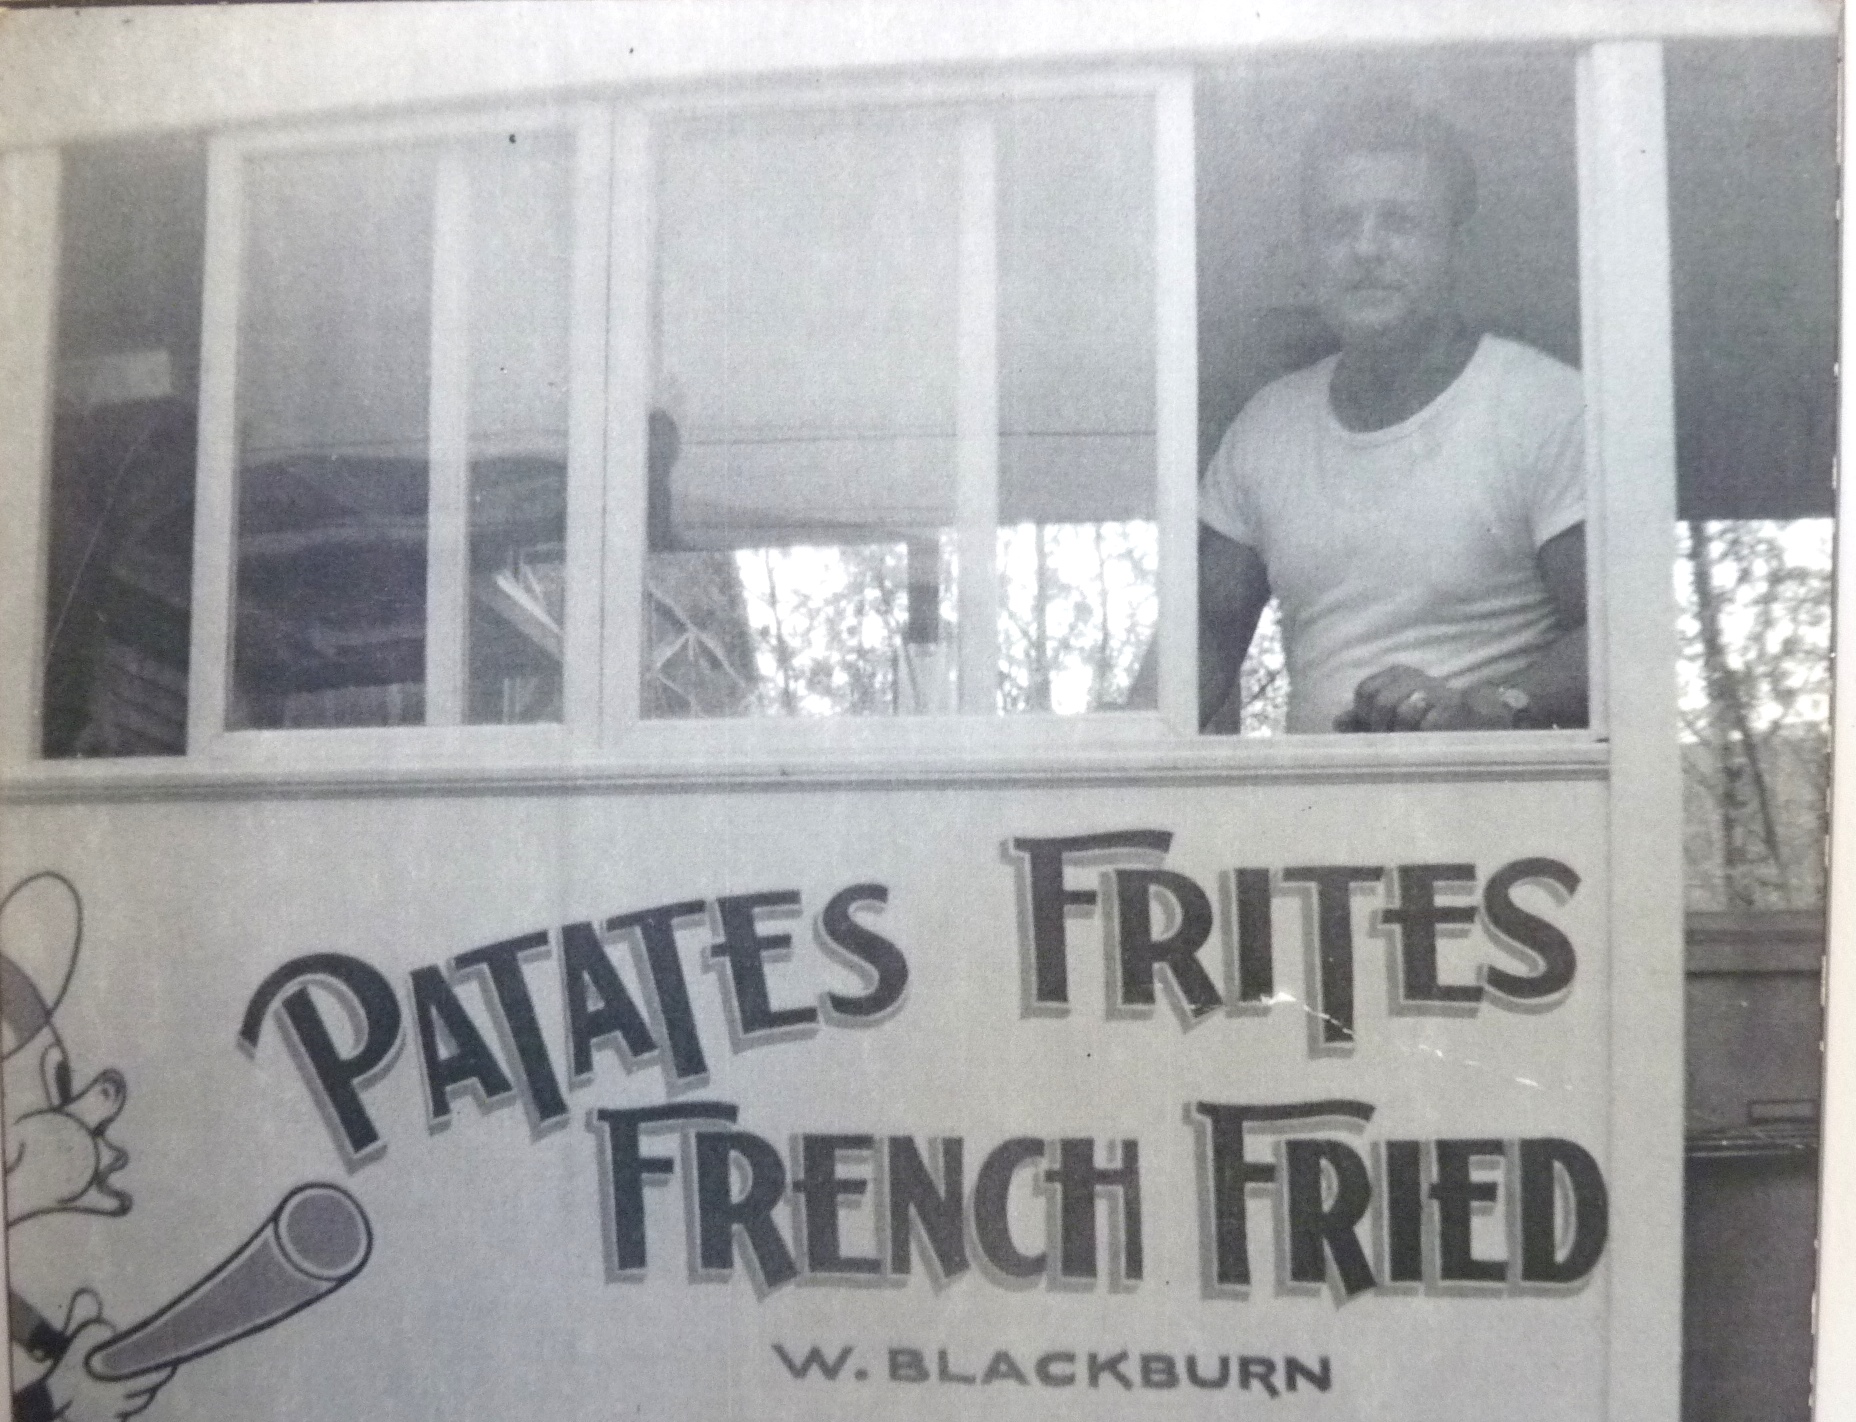 PATATES FRITES
FRENCH FRIED
W. BLACKBURN